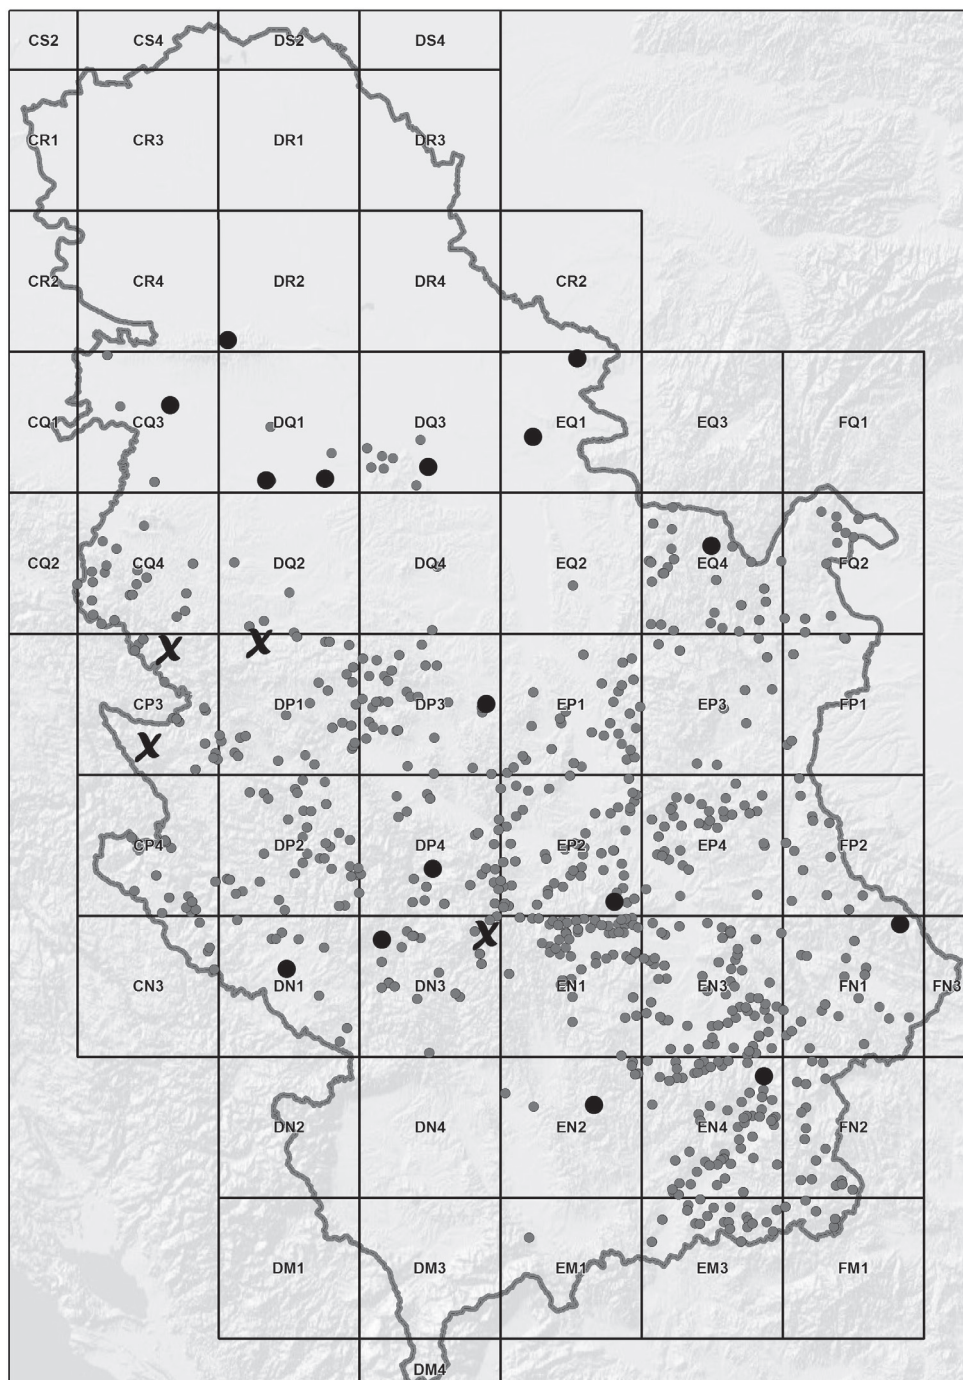 CS2 CS4 DS2 DS4
CR1 CR3 DR1 DR3
CR2 CR4 DR2 DR4 CR2
CQ1 CQ3 DQ1 DQ3 EQ1 EQ3 FQ1
CQ2 CQ4 DQ2 DQ4 EQ2 EQ4 FQ2
CP3 DP1 DP3 EP1 EP3 FP1
CP4 DP2 DP4 EP2 EP4 FP2
CN3 DN1 DN3 EN1 EN3 FN1 FN3
DN2 DN4 EN2 EN4 FN2
DM1 DM3 EM1 EM3 FM1
DM4